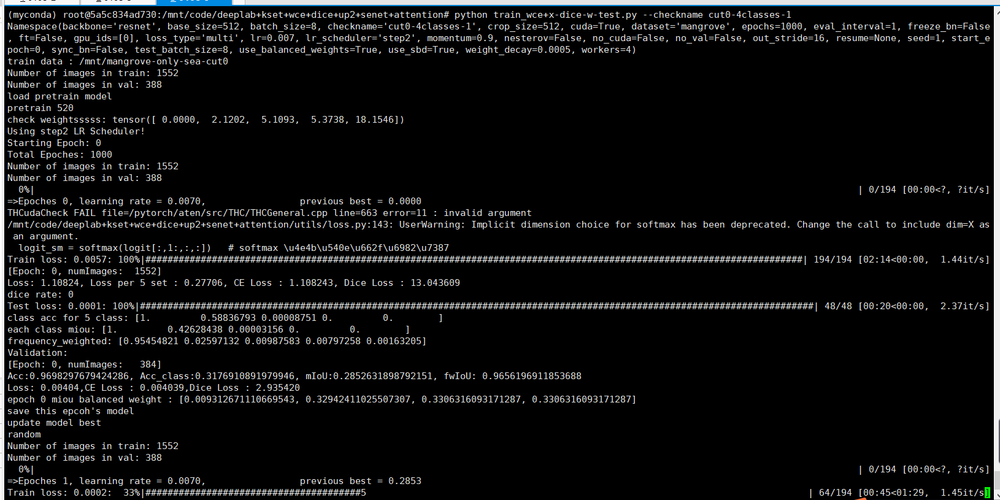 (myconda) root@5a5c834ad730:/mnt/code/deeplab+kset+wce+dice+up2+senet+attention# python train_wce+x-dice-w-test.py --checkname cut0-4classes-1
Namespace(backbone='resnet', base_size=512, batch_size=8, checkname='cut0-4classes-1', crop_size=512, cuda=True, dataset='mangrove', epochs=1000, eval_interval=1, freeze_bn=False
, ft=False, gpu_ids=[0], loss_type='multi', lr=0.007, lr_scheduler='step2', momentum=0.9, nesterov=False, no_cuda=False, no_val=False, out_stride=16, resume=None, seed=1, start_e
poch=0, sync_bn=False, test_batch_size=8, use_balanced_weights=True, use_sbd=True, weight_decay=0.0005, workers=4)
train data : /mnt/mangrove-only-sea-cut0
Number of images in train: 1552
Number of images in val: 388
load pretrain model
pretrain 520
check weightsssss: tensor([ 0.0000,  2.1202,  5.1093,  5.3738, 18.1546])
Using step2 LR Scheduler!
Starting Epoch: 0
Total Epoches: 1000
Number of images in train: 1552
Number of images in val: 388
0%| | 0/194 [00:00<?, ?it/s]
=>Epoches 0, learning rate = 0.0070, previous best = 0.0000
THCudaCheck FAIL file=/pytorch/aten/src/THC/THCGeneral.cpp line=663 error=11 : invalid argument
/mnt/code/deeplab+kset+wce+dice+up2+senet+attention/utils/loss.py:143: UserWarning: Implicit dimension choice for softmax has been deprecated. Change the call to include dim=X as
an argument.
logit_sm = softmax(logit[:,1:,:,:])   # softmax \u4e4b\u540e\u662f\u6982\u7387
Train loss: 0.0057: 100%|#######################################################################################################################| 194/194 [02:14<00:00,  1.44it/s]
[Epoch: 0, numImages:  1552]
Loss: 1.10824, Loss per 5 set : 0.27706, CE Loss : 1.108243, Dice Loss : 13.043609
dice rate: 0
Test loss: 0.0001: 100%|##########################################################################################################################| 48/48 [00:20<00:00,  2.37it/s]
class acc for 5 class: [1.         0.58836793 0.00008751 0.         0.        ]
each class miou: [1.         0.42628438 0.00003156 0.         0.        ]
frequency_weighted: [0.95454821 0.02597132 0.00987583 0.00797258 0.00163205]
Validation:
[Epoch: 0, numImages:   384]
Acc:0.9698297679424286, Acc_class:0.3176910891979946, mIoU:0.2852631898792151, fwIoU: 0.9656196911853688
Loss: 0.00404,CE Loss : 0.004039,Dice Loss : 2.935420
epoch 0 miou balanced weight : [0.009312671110669543, 0.32942411025507307, 0.3306316093171287, 0.3306316093171287]
save this epcoh's model
update model best
random
Number of images in train: 1552
Number of images in val: 388
0%| | 0/194 [00:00<?, ?it/s]
=>Epoches 1, learning rate = 0.0070, previous best = 0.2853
Train loss: 0.0002:  33%|#######################################5 | 64/194 [00:45<01:29,  1.45it/s]